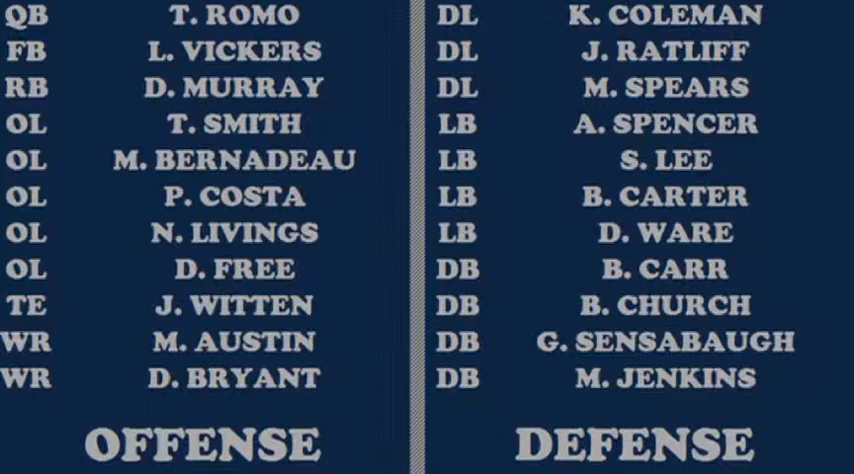 QB T. ROMO
FB L. VICKERS
RB D. MURRAY
OL T. SMITH
OL M. BERNADEAU
OL P. COSTA
OL N. LIVINGS
OL D. FREE
TE J. WITTEN
WR M. AUSTIN
WR D. BRYANT
OFFENSE
DL K. COLEMAN
DL J. RATLIFF
DL M. SPEARS
LB A. SPENCER
LB S. LEE
LB B. CARTER
LB D. WARE
DB B. CARR
DB B. CHURCH
DB G. SENSABAUGH
DB M. JENKINS
DEFENSE